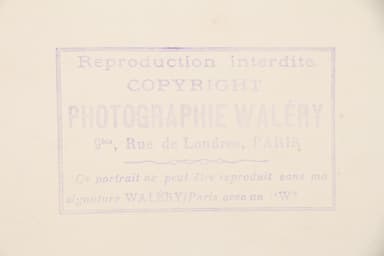 Reproduction interdite
COPYRIGHT
PHOTOGRAPHIE WALÉRY
9bis, Rue de Londres, PARIS
Ce portrait ne peut être reproduit sans ma
signature WALÉRY/Paris avec un "W"